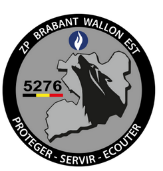 ZP BRABANT WALLON EST
5276
PROTEGER - SERVIR - ECOUTER